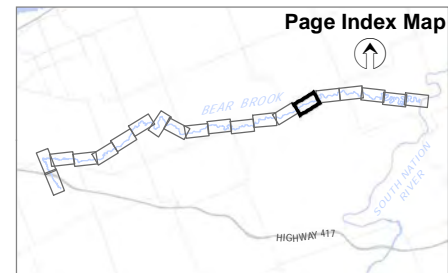 Page Index Map
BEAR BROOK
SOUTH NATION
RIVER
HIGHWAY 417